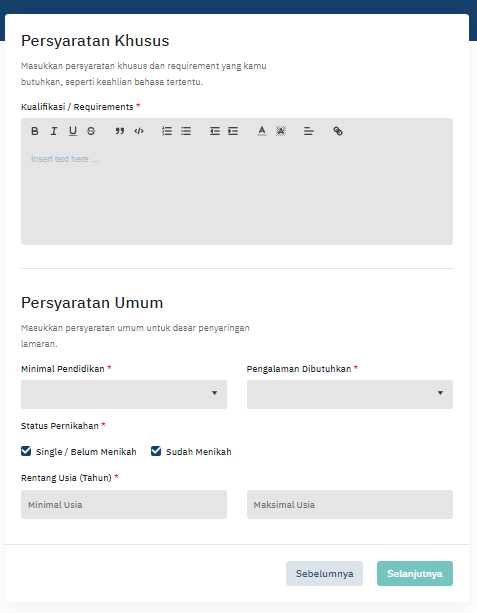 Persyaratan Khusus
Masukkan persyaratan khusus dan requirement yang kamu
butuhkan, seperti keahlian bahasa tertentu.
Kualifikasi / Requirements *
B I U S
Insert text here ...
Persyaratan Umum
Masukkan persyaratan umum untuk dasar penyaringan
lamaran.
Minimal Pendidikan * Pengalaman Dibutuhkan *
Status Pernikahan *
Single / Belum Menikah Sudah Menikah
Rentang Usia (Tahun) *
Minimal Usia Maksimal Usia
Sebelumnya Selanjutnya